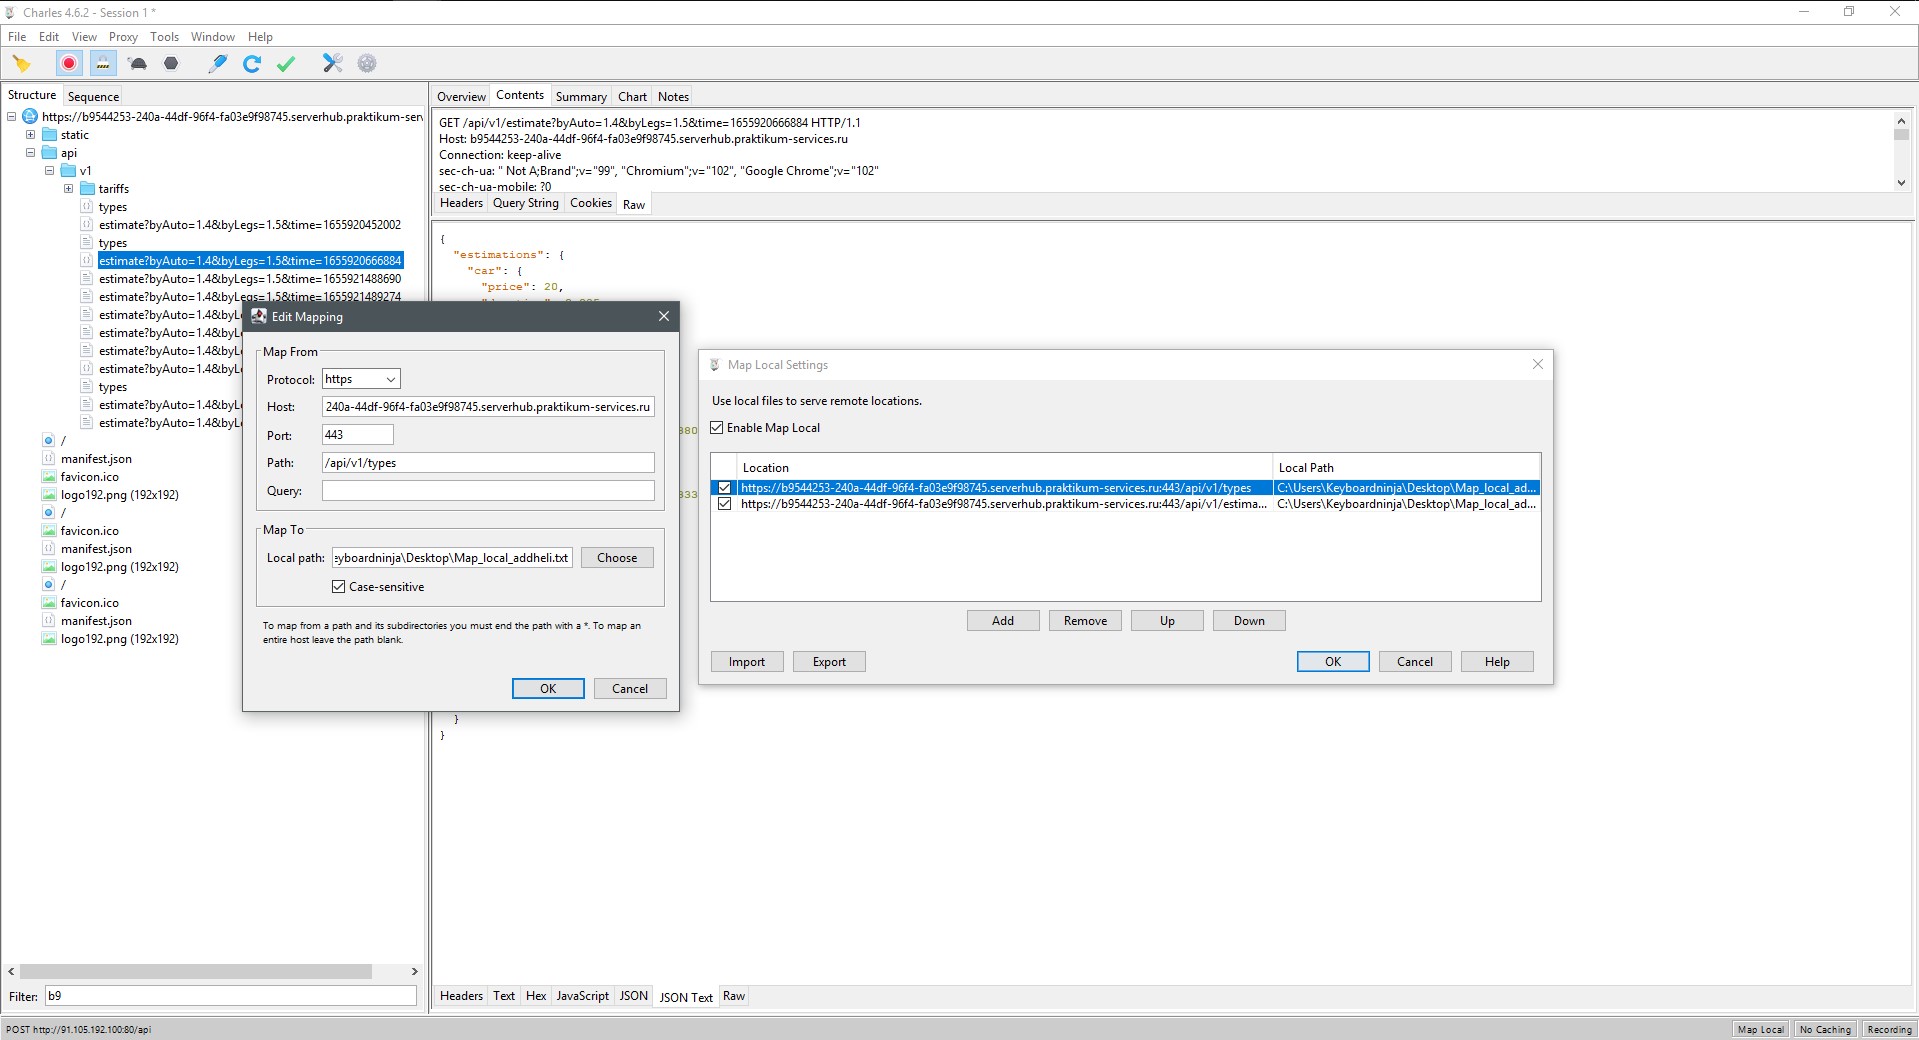 Charles 4.6.2 - Session 1 *
File Edit View Proxy Tools Window Help
Structure Sequence
https://b9544253-240a-44df-96f4-fa03e9f98745.serverhub.praktikum-ser
static
api
v1
tariffs
types
estimate?byAuto=1.4&byLegs=1.5&time=1655920452002
types
estimate?byAuto=1.4&byLegs=1.5&time=1655920666884
estimate?byAuto=1.4&byLegs=1.5&time=1655921488690
estimate?byAuto=1.4&byLegs=1.5&time=1655921489274
estimate?byAuto=1.4&byL
estimate?byAuto=1.4&byL
estimate?byAuto=1.4&byL
estimate?byAuto=1.4&byL
types
estimate?byAuto=1.4&byL
estimate?byAuto=1.4&byL
/
manifest.json
favicon.ico
logo192.png (192x192)
/
favicon.ico
manifest.json
logo192.png (192x192)
/
favicon.ico
manifest.json
logo192.png (192x192)
Filter: b9
Overview Contents Summary Chart Notes
GET /api/v1/estimate?byAuto=1.4&byLegs=1.5&time=1655920666884 HTTP/1.1
Host: b9544253-240a-44df-96f4-fa03e9f98745.serverhub.praktikum-services.ru
Connection: keep-alive
sec-ch-ua: " Not A;Brand";v="99", "Chromium";v="102", "Google Chrome";v="102"
sec-ch-ua-mobile: ?0
Headers Query String Cookies Raw
{
"estimations": {
"car": {
"price": 20,
380
333
}
}
Edit Mapping
Map From
Protocol: https
Host: 240a-44df-96f4-fa03e9f98745.serverhub.praktikum-services.ru
Port: 443
Path: /api/v1/types
Query:
Map To
Local path: eyboardninja\Desktop\Map_local_addheli.txt Choose
Case-sensitive
To map from a path and its subdirectories you must end the path with a *. To map an
entire host leave the path blank.
OK Cancel
Map Local Settings
Use local files to serve remote locations.
Enable Map Local
Location Local Path
https://b9544253-240a-44df-96f4-fa03e9f98745.serverhub.praktikum-services.ru:443/api/v1/types C:\Users\Keyboardninja\Desktop\Map_local_ad...
https://b9544253-240a-44df-96f4-fa03e9f98745.serverhub.praktikum-services.ru:443/api/v1/estima... C:\Users\Keyboardninja\Desktop\Map_local_ad...
Add Remove Up Down
Import Export OK Cancel Help
Headers Text Hex JavaScript JSON JSON Text Raw
POST http://91.105.192.100:80/api
Map Local No Caching Recording